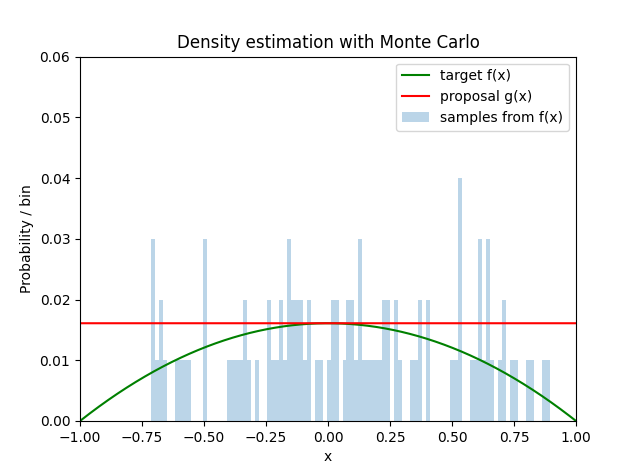 Density estimation with Monte Carlo
target f(x)
proposal g(x)
samples from f(x)
Probability / bin
0.06
0.05
0.04
0.03
0.02
0.01
0.00
−1.00 −0.75 −0.50 −0.25 0.00 0.25 0.50 0.75 1.00
x